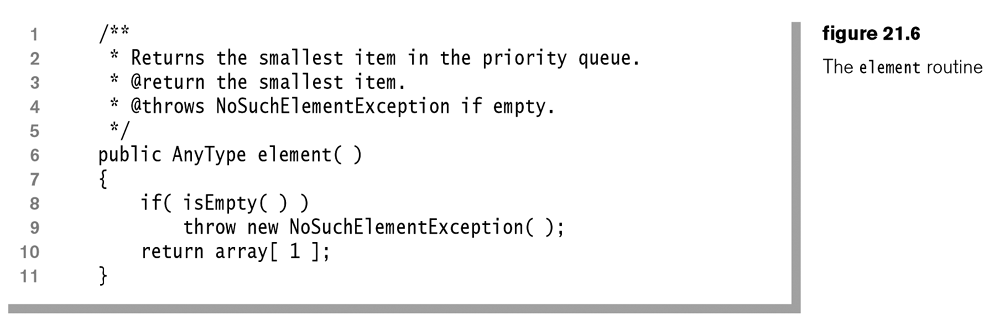 1 /**
2 * Returns the smallest item in the priority queue.
3 * @return the smallest item.
4 * @throws NoSuchElementException if empty.
5 */
6 public AnyType element( )
7 {
8 if( isEmpty( ) )
9 throw new NoSuchElementException( );
10 return array[ 1 ];
11 }
figure 21.6
The element routine